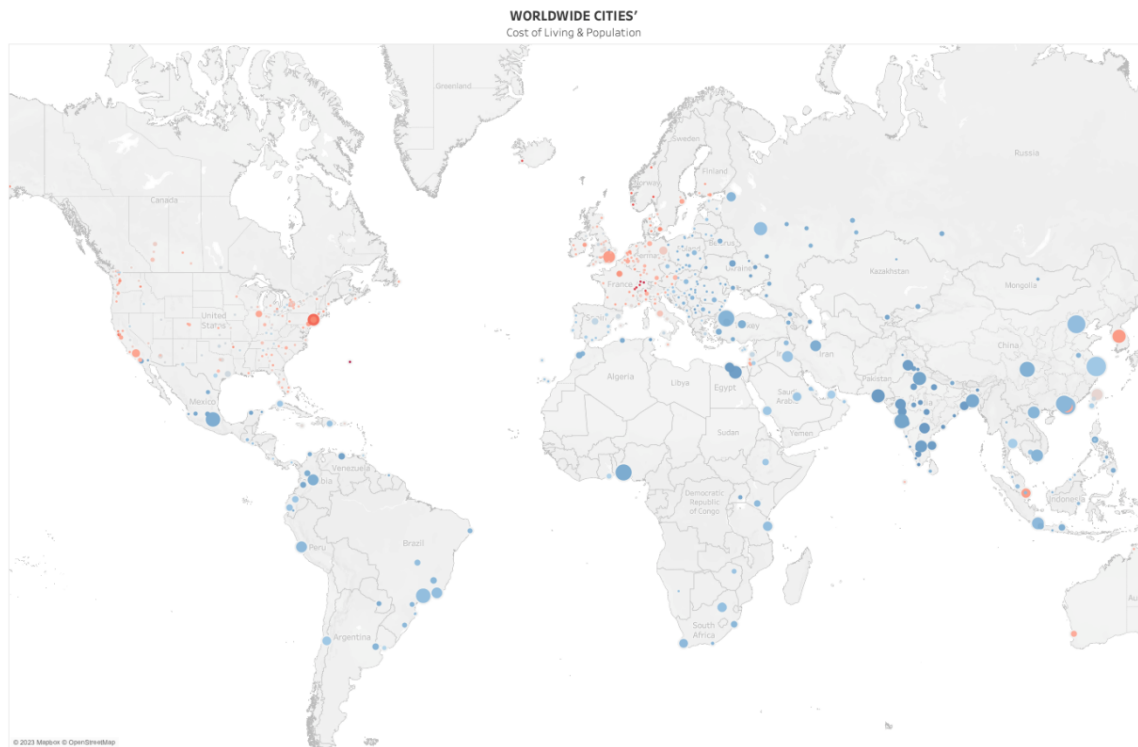 WORLDWIDE CITIES'
Cost of Living & Population
Greenland
Sweden
Finland
Russia
Norway
Canada
Belarus
Ukraine
Kazakhstan
France
Mongolia
United
States
China
Iran
Algeria
Libya
Egypt
Pakistan
Saudi
Arabia
Mexico
Sudan
Yemen
Venezuela
Democratic
Republic
of Congo
Indonesia
Peru
Brazil
South
Africa
Argentina
Au
© 2023 Mapbox © OpenStreetMap